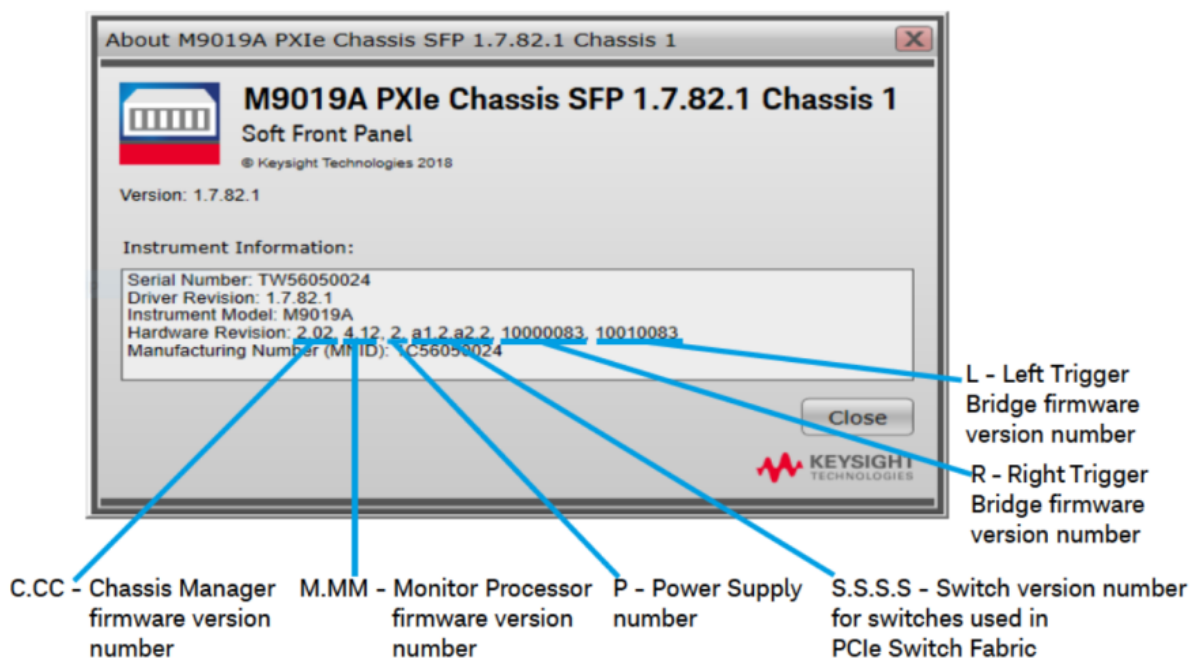 About M9019A PXIe Chassis SFP 1.7.82.1 Chassis 1
M9019A PXIe Chassis SFP 1.7.82.1 Chassis 1
Soft Front Panel
© Keysight Technologies 2018
Version: 1.7.82.1
Instrument Information:
Serial Number: TW56050024
Driver Revision: 1.7.82.1
Instrument Model: M9019A
Hardware Revision: 2.02, 4.12, 2, a1.2.a2.2, 10000083, 10010083,
Manufacturing Number (MNID): TC56050024
Close
KEYSIGHT
TECHNOLOGIES
L - Left Trigger
Bridge firmware
version number
R - Right Trigger
Bridge firmware
version number
C.CC - Chassis Manager
firmware version
number
M.MM - Monitor Processor
firmware version
number
P - Power Supply
number
S.S.S.S - Switch version number
for switches used in
PCIe Switch Fabric